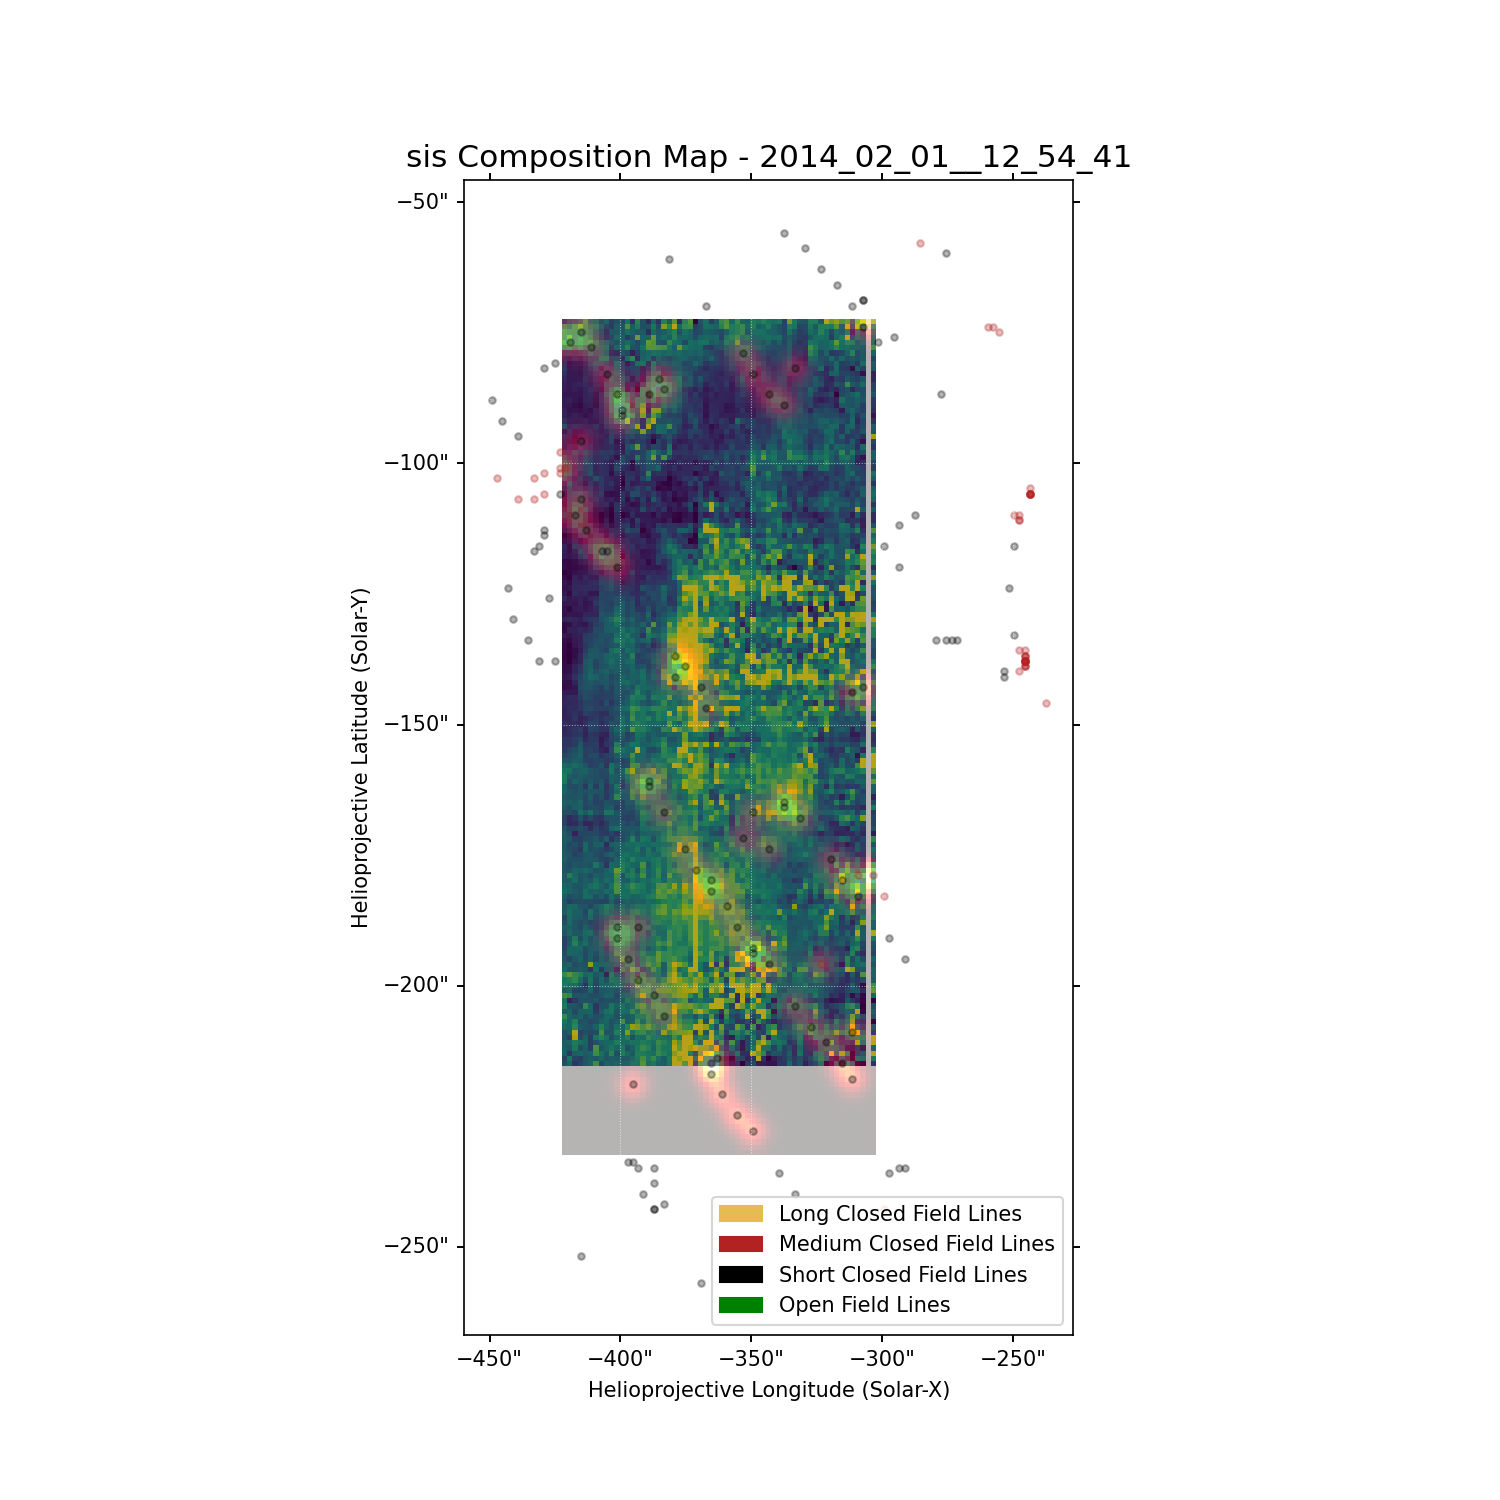 sis Composition Map - 2014_02_01__12_54_41
−50"
−100"
−150"
−200"
−250"
Helioprojective Latitude (Solar-Y)
Long Closed Field Lines
Medium Closed Field Lines
Short Closed Field Lines
Open Field Lines
−450" −400" −350" −300" −250"
Helioprojective Longitude (Solar-X)